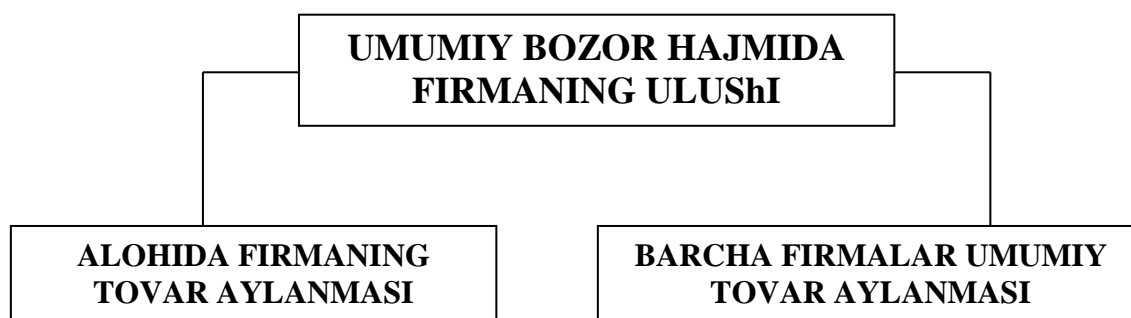 UMUMIY BOZOR HAJMIDA
FIRMANING ULUShI
ALOHIDA FIRMANING
TOVAR AYLANMASI
BARCHA FIRMALAR UMUMIY
TOVAR AYLANMASI